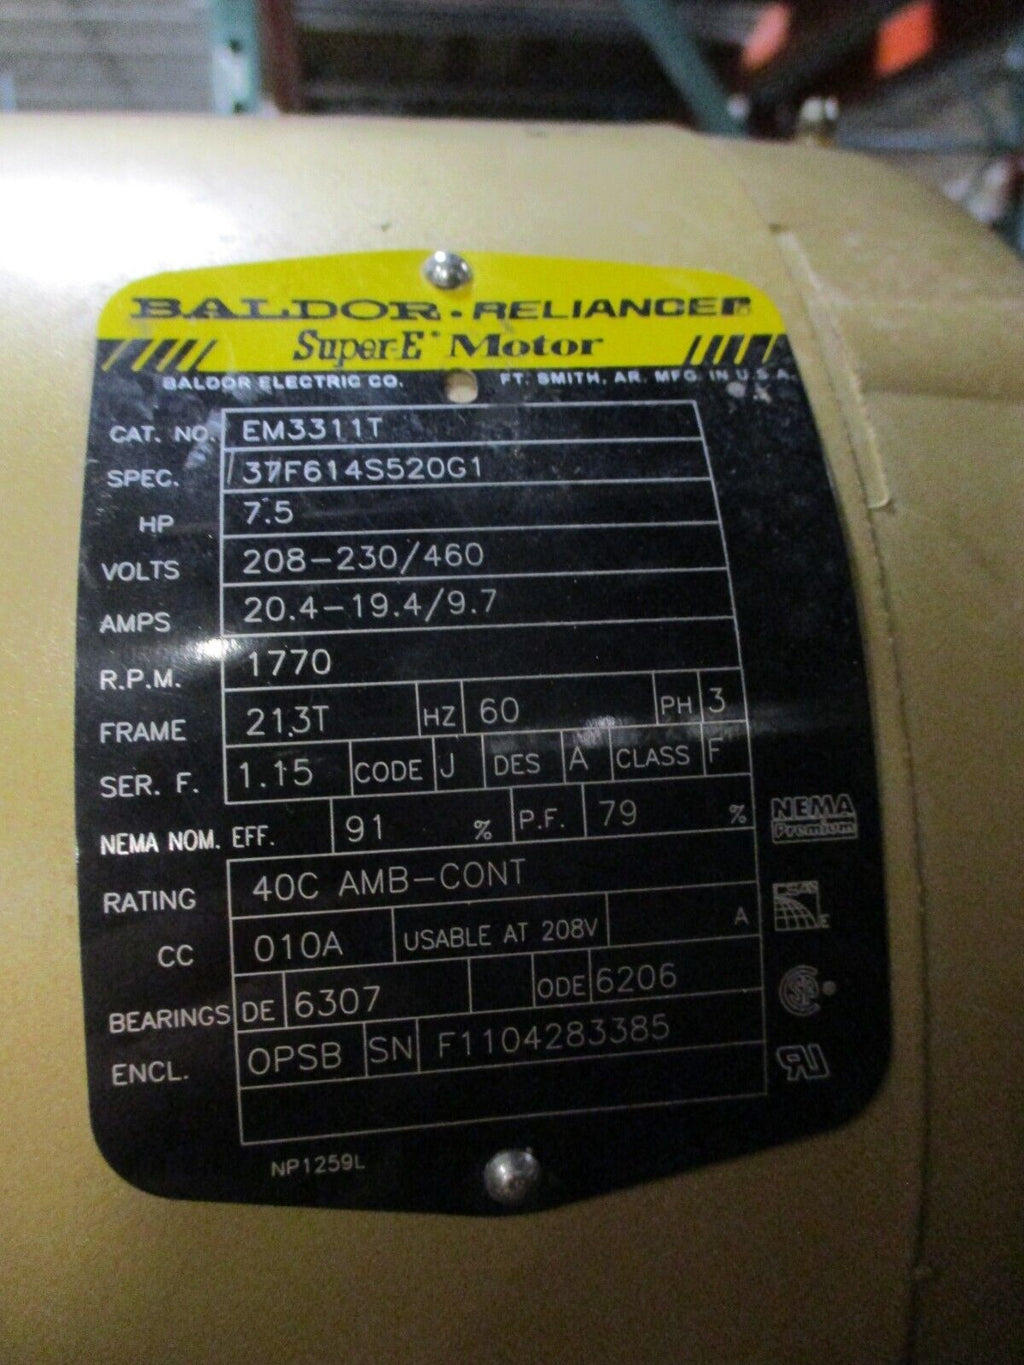 BALDOR • RELIANCER
Super-E Motor
BALDOR ELECTRIC CO. FT. SMITH, AR. MFG. IN U.S.A.
CAT. NO. EM3311T
SPEC. 37F614S520G1
HP 7.5
VOLTS 208-230/460
AMPS 20.4-19.4/9.7
R.P.M. 1770
FRAME 213T HZ 60 PH 3
SER. F. 1.15 CODE J DES A CLASS F
NEMA NOM. EFF. 91 % P.F. 79 %
RATING 40C AMB-CONT
CC 010A USABLE AT 208V A
BEARINGS DE 6307 ODE 6206
ENCL. OPSB SN F1104283385
NP1259L
NEMA
Premium
CSA
E